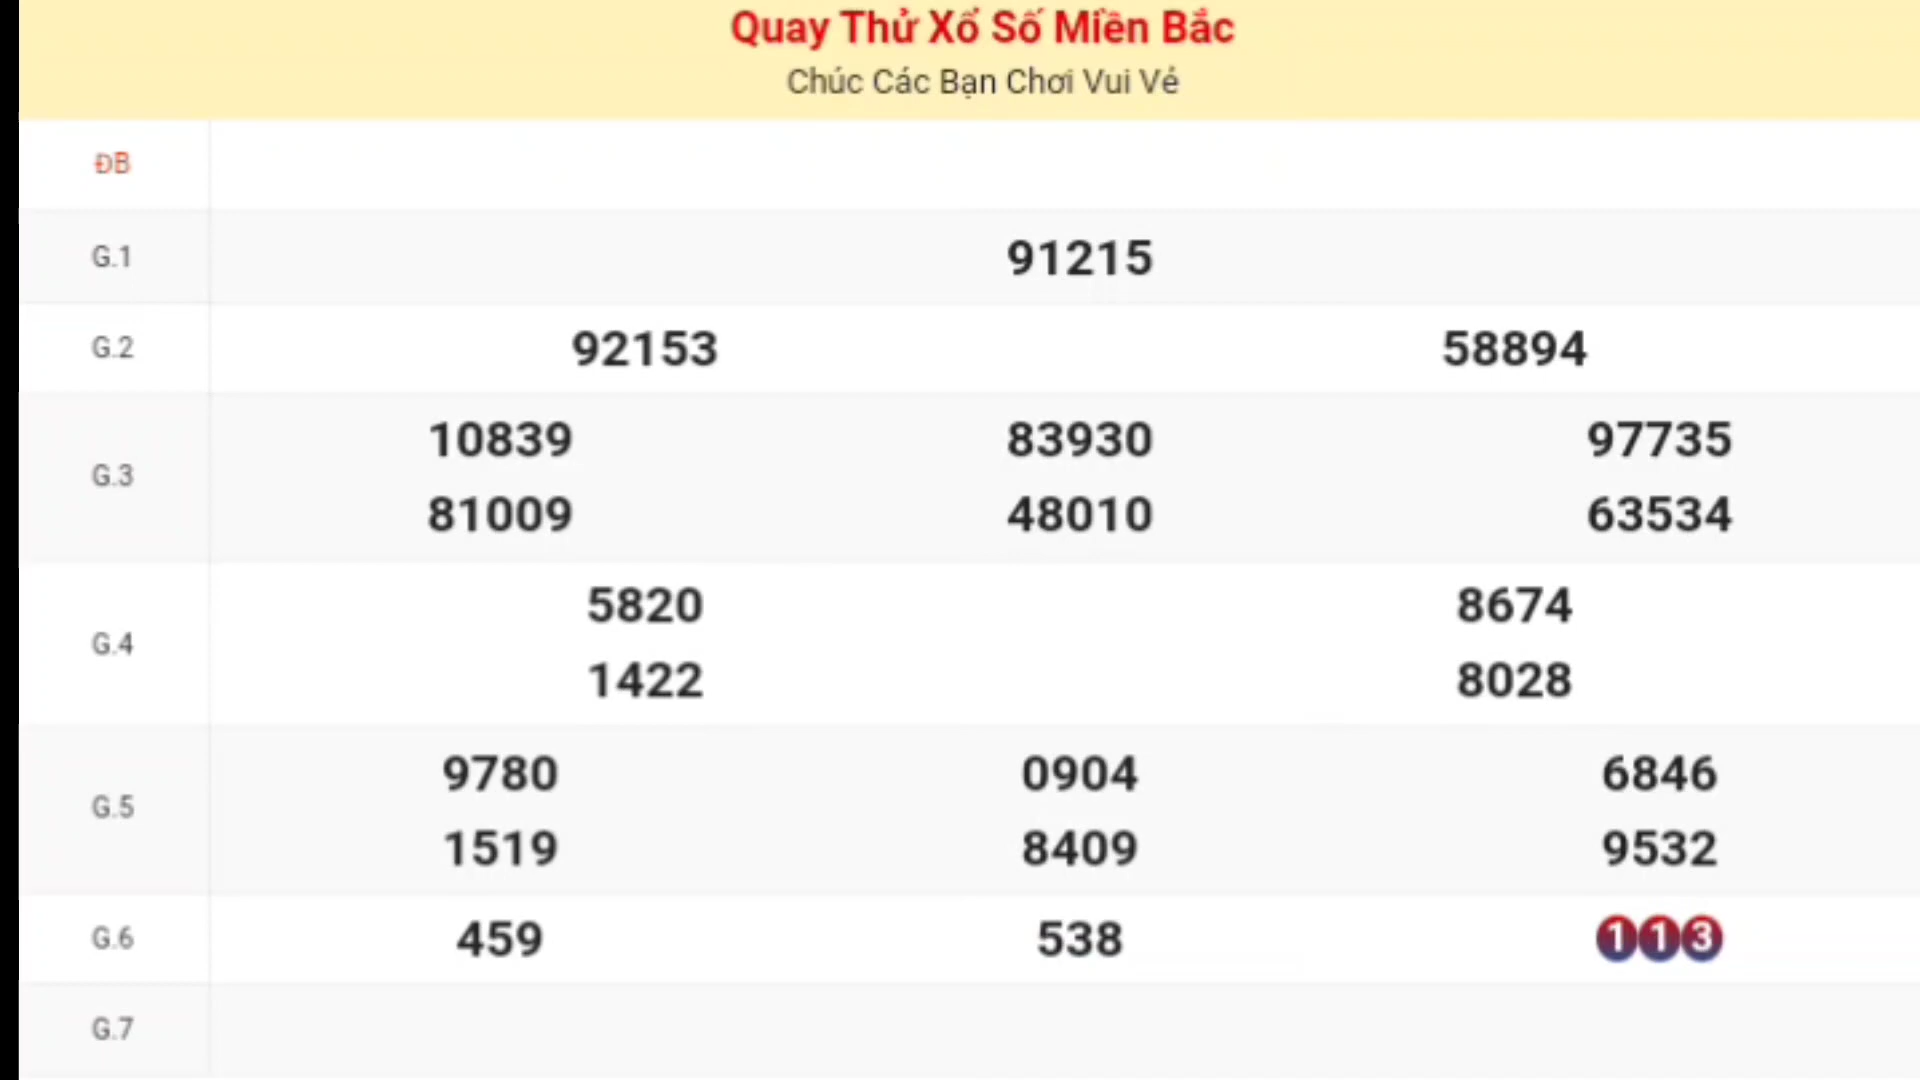 Quay Thử Xổ Số Miền Bắc
Chúc Các Bạn Chơi Vui Vẻ
ĐB
G.1 91215
G.2 92153 58894
G.3
10839 83930 97735
81009 48010 63534
G.4
5820 8674
1422 8028
G.5
9780 0904 6846
1519 8409 9532
G.6 459 538 113
G.7